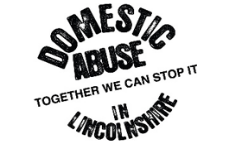 DOMESTIC
ABUSE
TOGETHER WE CAN STOP IT
IN
LINCOLNSHIRE